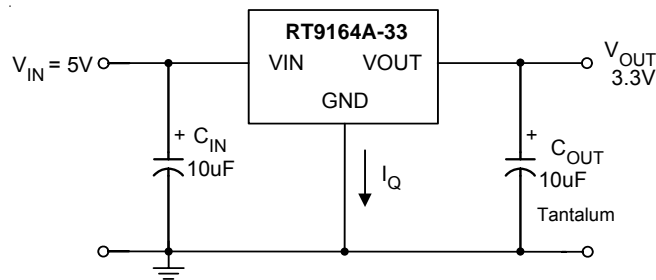 RT9164A-33
VIN = 5V
VIN
VOUT
GND
VOUT
3.3V
+ CIN
10uF
IQ
+
COUT
10uF
Tantalum